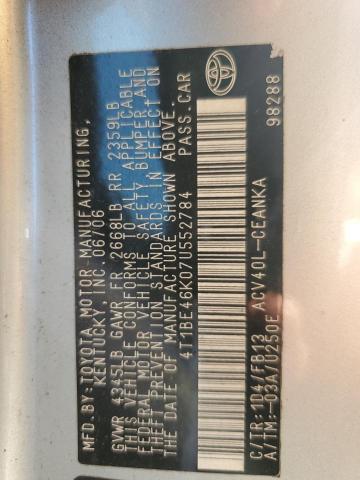 MFD. BY: TOYOTA MOTOR MANUFACTURING,
KENTUCKY, INC. 06/06
GVWR 4345LB GAWR FR 2668LB RR 2359LB
THIS VEHICLE CONFORMS TO ALL APPLICABLE
FEDERAL MOTOR VEHICLE SAFETY, BUMPER AND
THEFT PREVENTION STANDARDS IN EFFECT ON
THE DATE OF MANUFACTURE SHOWN ABOVE.
4T1BE46K07U552784 PASS. CAR
C/TR: 1D4/FB13 ACV40L-CEANKA
A/TM: -03A/U250E 98288